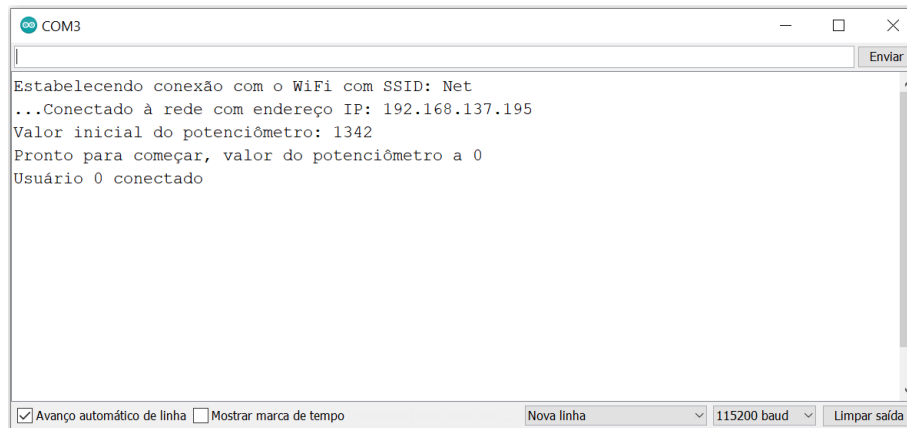 COM3
Enviar
Estabelecendo conexão com o WiFi com SSID: Net
...Conectado à rede com endereço IP: 192.168.137.195
Valor inicial do potenciômetro: 1342
Pronto para começar, valor do potenciômetro a 0
Usuário 0 conectado
Avanço automático de linha Mostrar marca de tempo Nova linha 115200 baud Limpar saída